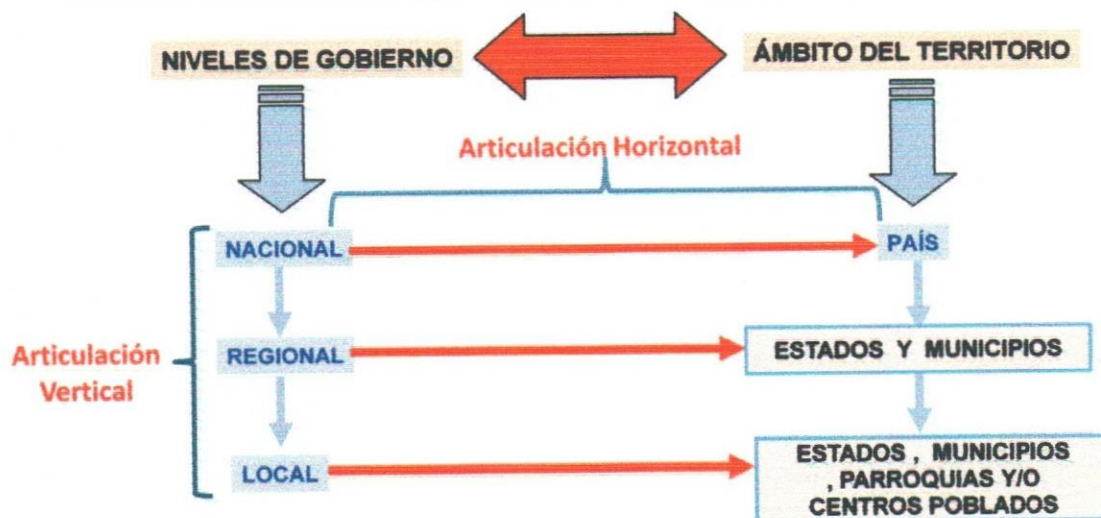 NIVELES DE GOBIERNO
ÁMBITO DEL TERRITORIO
Articulación Horizontal
NACIONAL
PAÍS
Articulación
Vertical
REGIONAL
ESTADOS Y MUNICIPIOS
LOCAL
ESTADOS , MUNICIPIOS
, PARROQUIAS Y/O
CENTROS POBLADOS